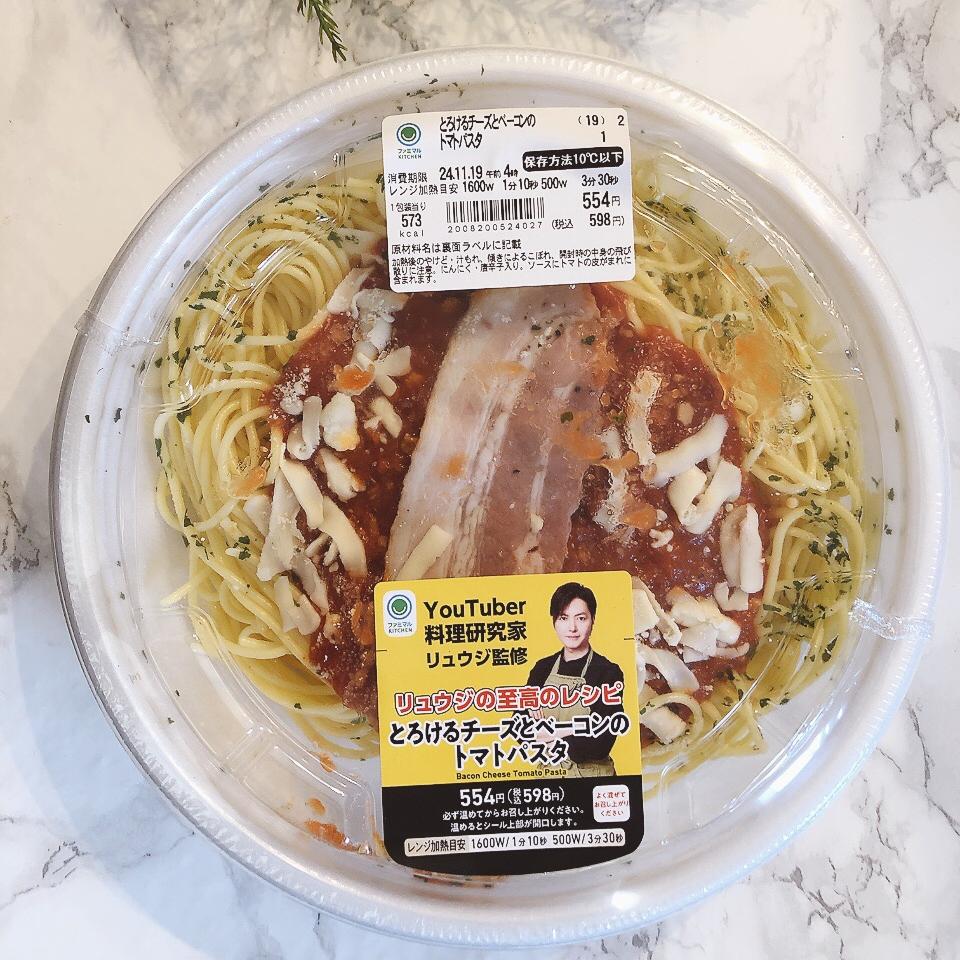 ファミマル
KITCHEN
とろけるチーズとベーコンの
トマトパスタ
(19) 2
1
保存方法10℃以下
消費期限 24.11.19 午前 4時
レンジ加熱目安 1600W 1分10秒 500W 3分30秒
1包装当り
573
kcal
554円
2008200524027
(税込 598円)
原材料名は裏面ラベルに記載
加熱後のやけど・汁もれ、傾きによるこぼれ、開封時の中身の飛び
散りに注意。にんにく・唐辛子入り。ソースにトマトの皮がまれに
含まれます。
ファミマル
KITCHEN
YouTuber
料理研究家
リュウジ監修
リュウジの至高のレシピ
とろけるチーズとベーコンの
トマトパスタ
Bacon Cheese Tomato Pasta
554円(税込598円)
必ず温めてからお召し上がりください。
温めるとシール上部が開口します。
よく混ぜて
お召し上がり
ください
レンジ加熱目安 1600W/1分10秒 500W/3分30秒